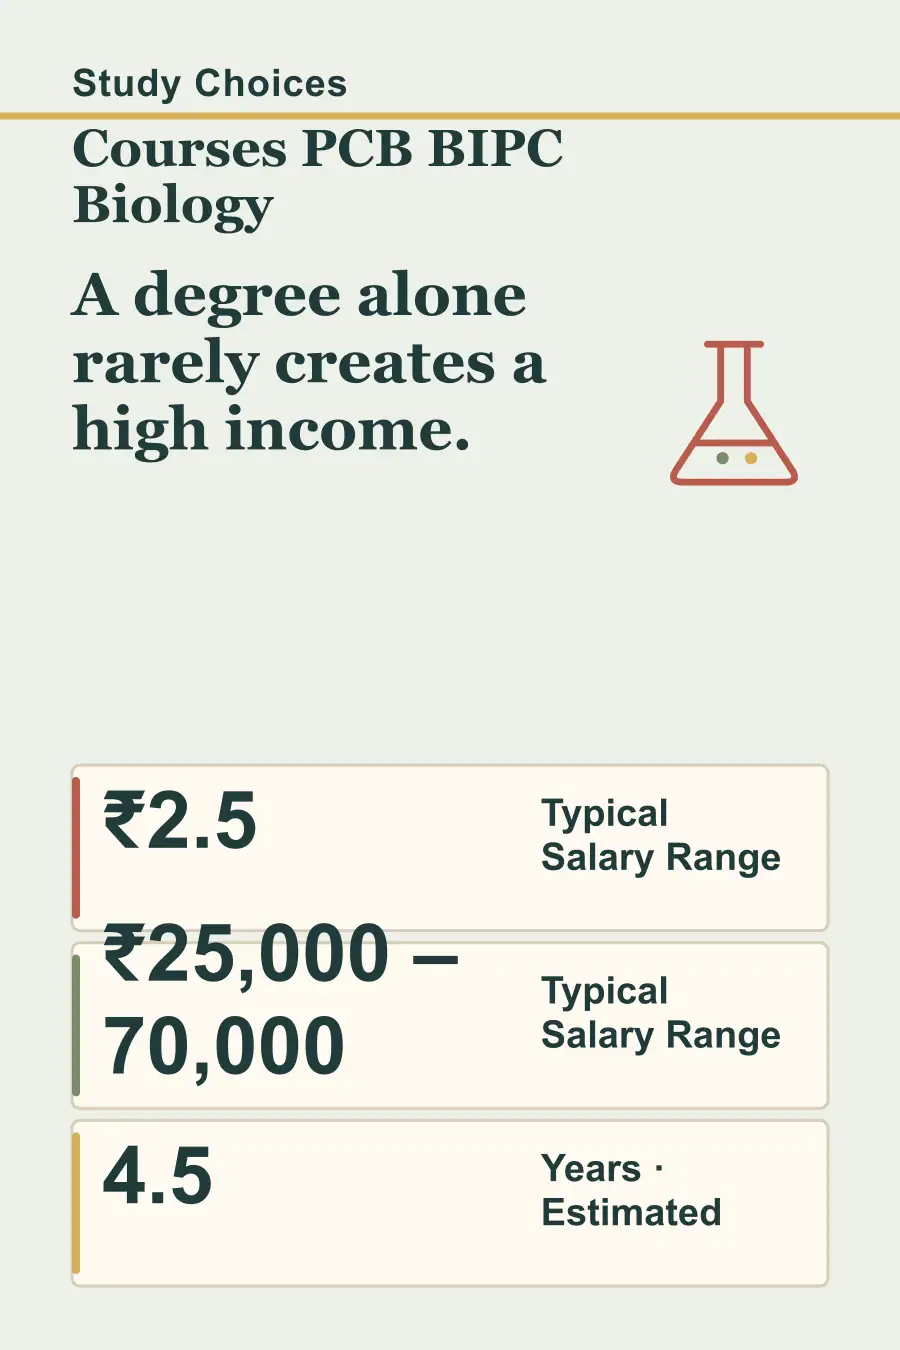 Study Choices
Courses PCB BIPC
Biology
A degree alone
rarely creates a
high income.
₹2.5
Typical
Salary Range
₹25,000 –
70,000
Typical
Salary Range
4.5
Years ·
Estimated